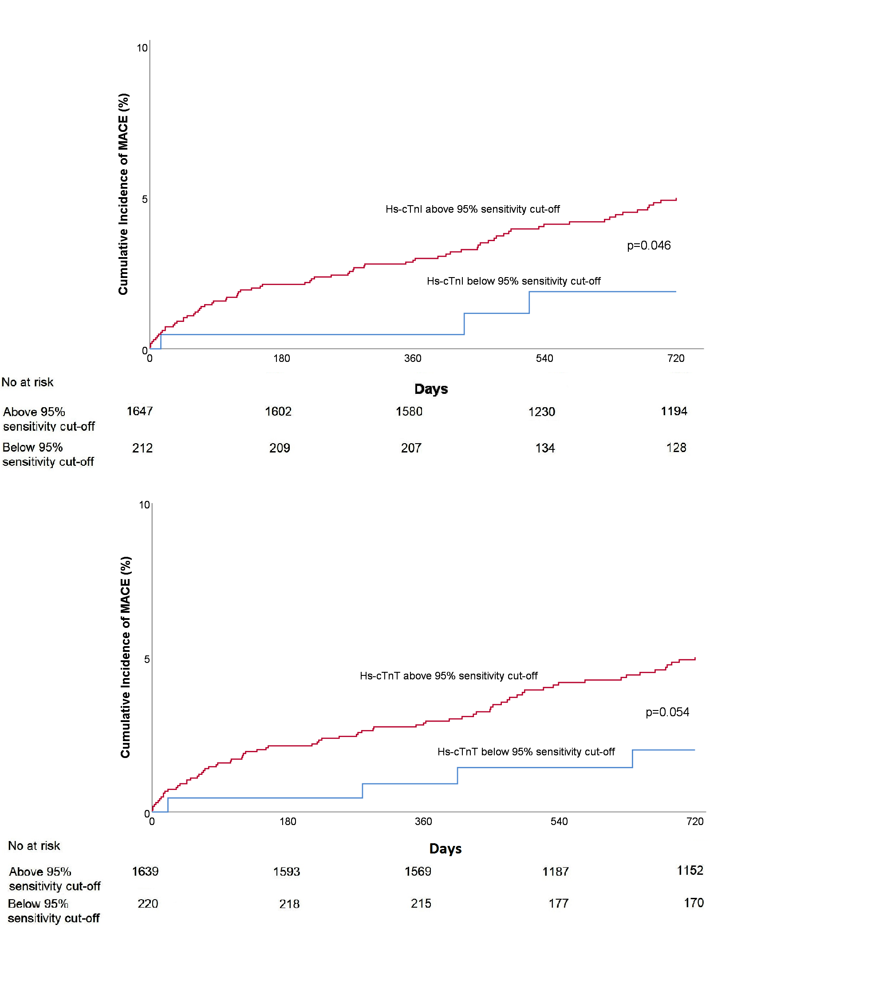 10
Cumulative Incidence of MACE (%)
5
Hs-cTnI above 95% sensitivity cut-off
p=0.046
Hs-cTnI below 95% sensitivity cut-off
0
0 180 360 540 720
No at risk
Days
Above 95% 1647 1602 1580 1230 1194
sensitivity cut-off
Below 95% 212 209 207 134 128
sensitivity cut-off
10
Cumulative Incidence of MACE (%)
5
Hs-cTnT above 95% sensitivity cut-off
p=0.054
Hs-cTnT below 95% sensitivity cut-off
0
0 180 360 540 720
No at risk
Days
Above 95% 1639 1593 1569 1187 1152
sensitivity cut-off
Below 95% 220 218 215 177 170
sensitivity cut-off